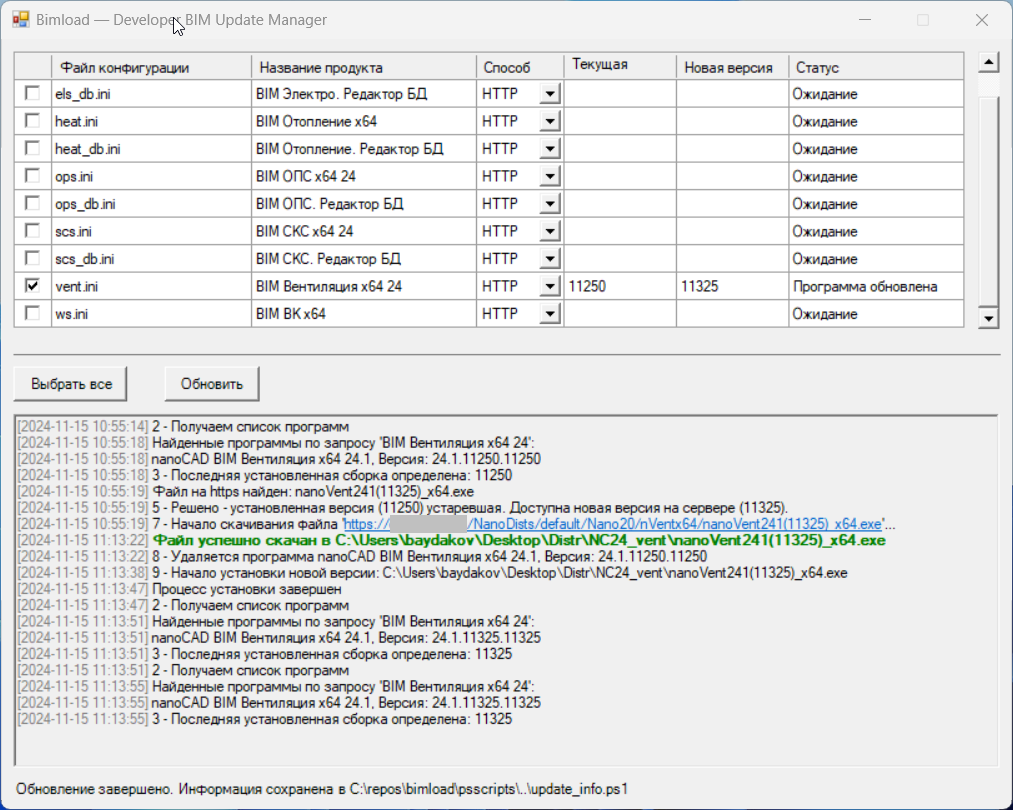 Bimload — Developer BIM Update Manager
Файл конфигурации Название продукта Способ Текущая Новая версия Статус
els_db.ini BIM Электро. Редактор БД HTTP Ожидание
heat.ini BIM Отопление x64 HTTP Ожидание
heat_db.ini BIM Отопление. Редактор БД HTTP Ожидание
ops.ini BIM ОПС x64 24 HTTP Ожидание
ops_db.ini BIM ОПС. Редактор БД HTTP Ожидание
scs.ini BIM СКС x64 24 HTTP Ожидание
scs_db.ini BIM СКС. Редактор БД HTTP Ожидание
vent.ini BIM Вентиляция x64 24 HTTP 11250 11325 Программа обновлена
ws.ini BIM ВК x64 HTTP Ожидание
Выбрать все Обновить
[2024-11-15 10:55:14] 2 - Получаем список программ
[2024-11-15 10:55:18] Найденные программы по запросу 'BIM Вентиляция x64 24':
[2024-11-15 10:55:18] nanoCAD BIM Вентиляция x64 24.1, Версия: 24.1.11250.11250
[2024-11-15 10:55:18] 3 - Последняя установленная сборка определена: 11250
[2024-11-15 10:55:19] Файл на https найден: nanoVent241(11325)_x64.exe
[2024-11-15 10:55:19] 5 - Решено - установленная версия (11250) устаревшая. Доступна новая версия на сервере (11325).
[2024-11-15 10:55:19] 7 - Начало скачивания файла 'https:// /NanoDists/default/Nano20/nVentx64/nanoVent241(11325)_x64.exe'...
[2024-11-15 11:13:22] Файл успешно скачан в C:\Users\baydakov\Desktop\Distr\NC24_vent\nanoVent241(11325)_x64.exe
[2024-11-15 11:13:22] 8 - Удаляется программа nanoCAD BIM Вентиляция x64 24.1, Версия: 24.1.11250.11250
[2024-11-15 11:13:38] 9 - Начало установки новой версии: C:\Users\baydakov\Desktop\Distr\NC24_vent\nanoVent241(11325)_x64.exe
[2024-11-15 11:13:47] Процесс установки завершен
[2024-11-15 11:13:47] 2 - Получаем список программ
[2024-11-15 11:13:51] Найденные программы по запросу 'BIM Вентиляция x64 24':
[2024-11-15 11:13:51] nanoCAD BIM Вентиляция x64 24.1, Версия: 24.1.11325.11325
[2024-11-15 11:13:51] 3 - Последняя установленная сборка определена: 11325
[2024-11-15 11:13:51] 2 - Получаем список программ
[2024-11-15 11:13:55] Найденные программы по запросу 'BIM Вентиляция x64 24':
[2024-11-15 11:13:55] nanoCAD BIM Вентиляция x64 24.1, Версия: 24.1.11325.11325
[2024-11-15 11:13:55] 3 - Последняя установленная сборка определена: 11325
Обновление завершено. Информация сохранена в C:\repos\bimload\psscripts\..\update_info.ps1